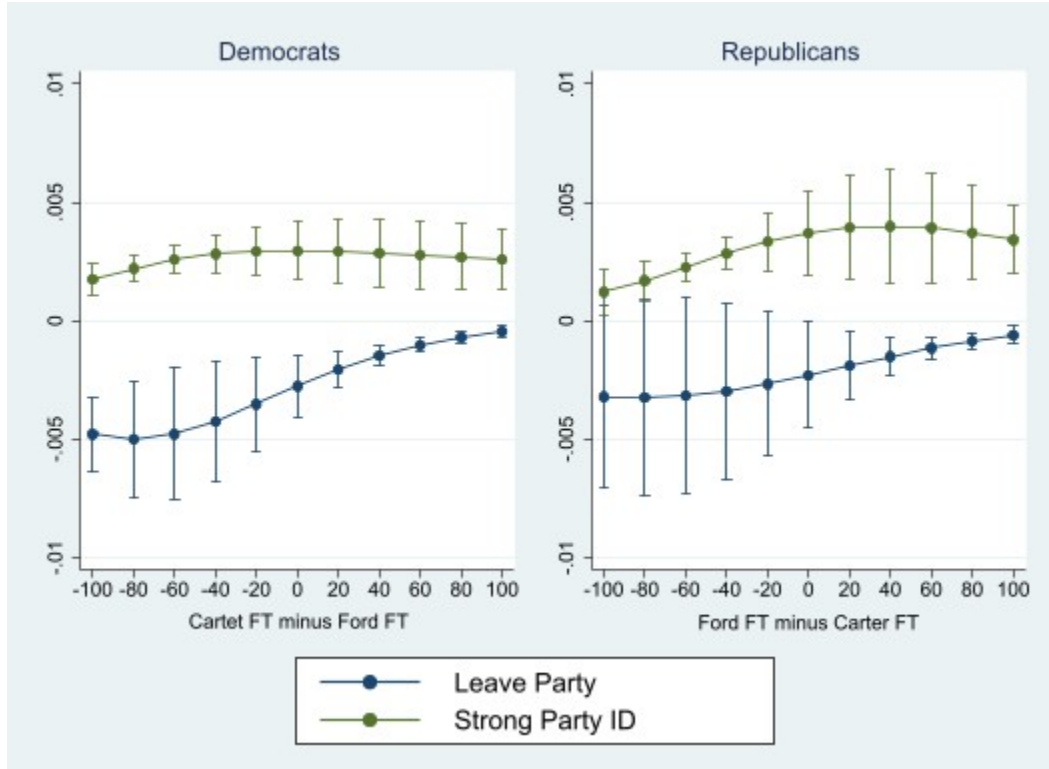 Democrats
.01
.005
0
-.005
-.01
-100 -80 -60 -40 -20 0 20 40 60 80 100
Cartet FT minus Ford FT
Republicans
.01
.005
0
-.005
-.01
-100 -80 -60 -40 -20 0 20 40 60 80 100
Ford FT minus Carter FT
Leave Party
Strong Party ID